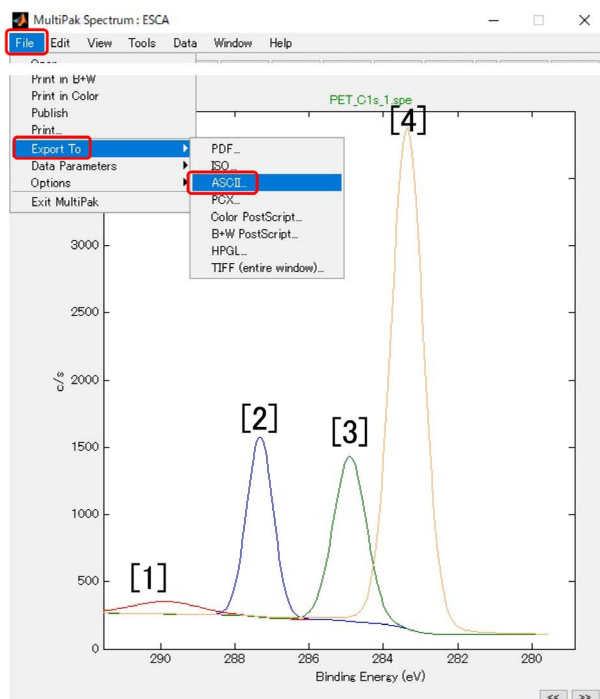 MultiPak Spectrum : ESCA
File Edit View Tools Data Window Help
Print in B+W
Print in Color
Publish
Print...
Export To
Data Parameters
Options
Exit MultiPak
PDF...
ISO...
ASCII...
PCX...
Color PostScript...
B+W PostScript...
HPGL...
TIFF (entire window)...
PET_C1s_1.spe
[4]
[2]
[3]
[1]
3000
2500
2000
1500
1000
500
0
c/s
290 288 286 284 282 280
Binding Energy (eV)
<< >>